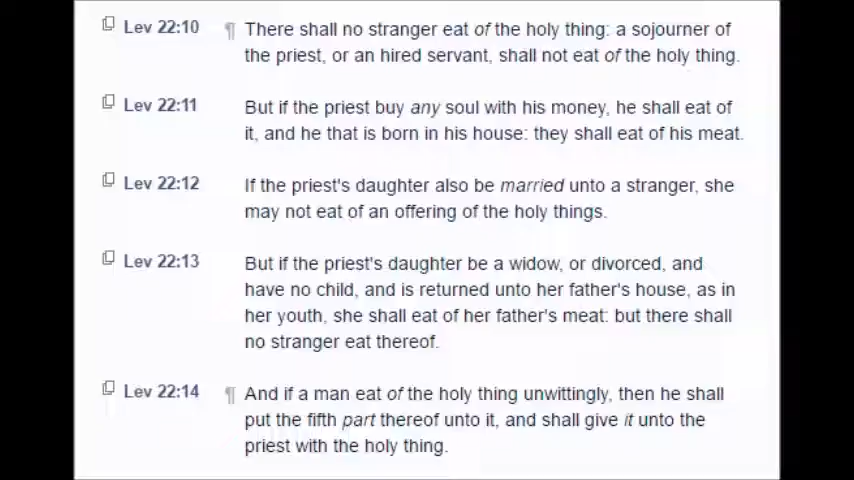 Lev 22:10 ¶ There shall no stranger eat of the holy thing: a sojourner of
the priest, or an hired servant, shall not eat of the holy thing.
Lev 22:11 But if the priest buy any soul with his money, he shall eat of
it, and he that is born in his house: they shall eat of his meat.
Lev 22:12 If the priest's daughter also be married unto a stranger, she
may not eat of an offering of the holy things.
Lev 22:13 But if the priest's daughter be a widow, or divorced, and
have no child, and is returned unto her father's house, as in
her youth, she shall eat of her father's meat: but there shall
no stranger eat thereof.
Lev 22:14 ¶ And if a man eat of the holy thing unwittingly, then he shall
put the fifth part thereof unto it, and shall give it unto the
priest with the holy thing.